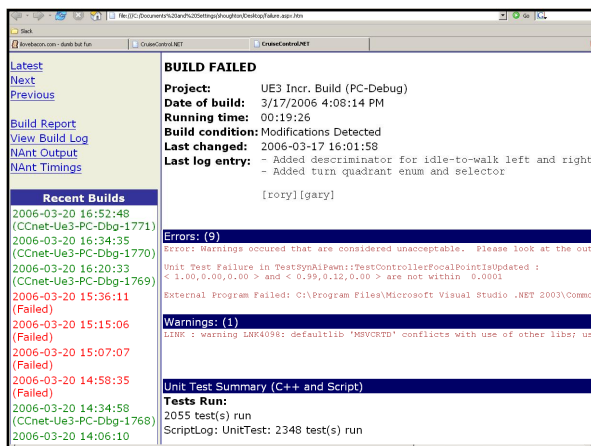 file:///C:/Documents%20and%20Settings/shoughton/Desktop/Failure.aspx.htm
Go
Slack
ilovebacon.com - dumb but fun
CruiseControl.NET
CruiseControl.NET
Latest
Next
Previous
Build Report
View Build Log
NAnt Output
NAnt Timings
Recent Builds
2006-03-20 16:52:48
(CCnet-Ue3-PC-Dbg-1771)
2006-03-20 16:34:35
(CCnet-Ue3-PC-Dbg-1770)
2006-03-20 16:20:33
(CCnet-Ue3-PC-Dbg-1769)
2006-03-20 15:36:11
(Failed)
2006-03-20 15:15:06
(Failed)
2006-03-20 15:07:07
(Failed)
2006-03-20 14:58:35
(Failed)
2006-03-20 14:34:58
(CCnet-Ue3-PC-Dbg-1768)
2006-03-20 14:06:10
BUILD FAILED
Project: UE3 Incr. Build (PC-Debug)
Date of build: 3/17/2006 4:08:14 PM
Running time: 00:19:26
Build condition: Modifications Detected
Last changed: 2006-03-17 16:01:58
Last log entry: - Added descriminator for idle-to-walk left and right
- Added turn quadrant enum and selector
[rory][gary]
Errors: (9)
Error: Warnings occured that are considered unacceptable. Please look at the out
Unit Test Failure in TestSynAiPawn::TestControllerFocalPointIsUpdated :
< 1.00,0.00,0.00 > and < 0.99,0.12,0.00 > are not within 0.0001
External Program Failed: C:\Program Files\Microsoft Visual Studio .NET 2003\Commo
Warnings: (1)
LINK : warning LNK4098: defaultlib 'MSVCRTD' conflicts with use of other libs; us
Unit Test Summary (C++ and Script)
Tests Run:
2055 test(s) run
ScriptLog: UnitTest: 2348 test(s) run